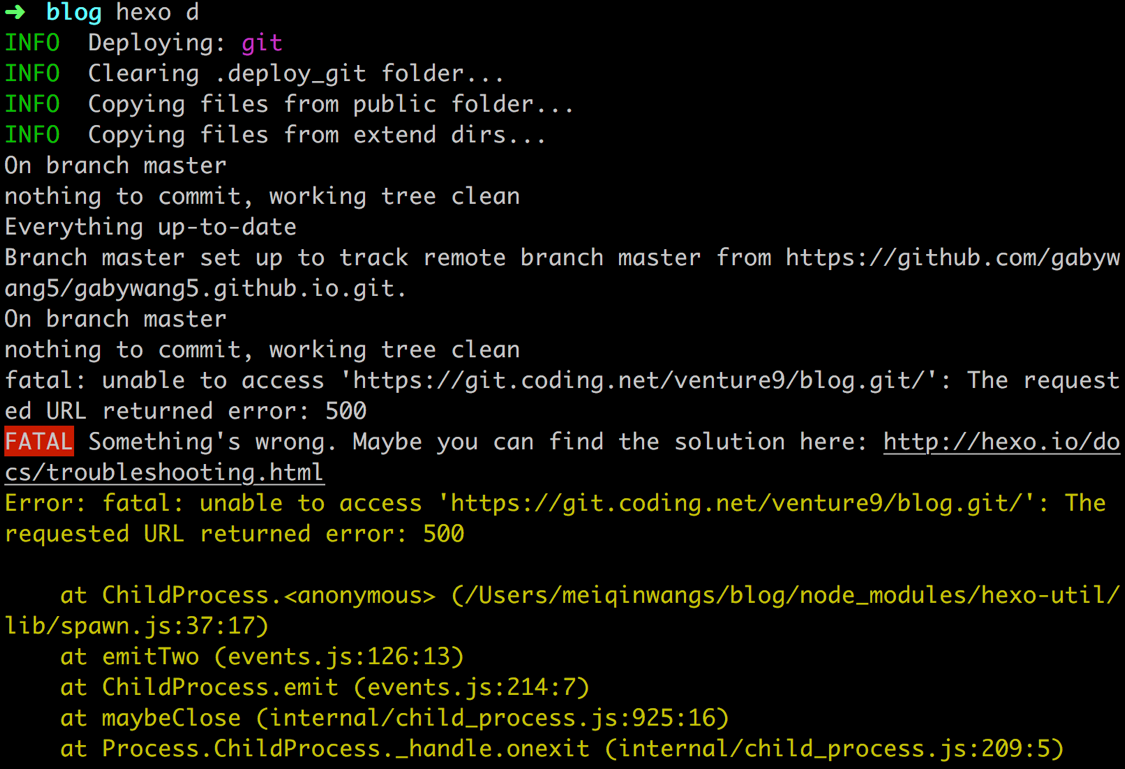 ➜ blog hexo d
INFO  Deploying: git
INFO  Clearing .deploy_git folder...
INFO  Copying files from public folder...
INFO  Copying files from extend dirs...
On branch master
nothing to commit, working tree clean
Everything up-to-date
Branch master set up to track remote branch master from https://github.com/gabyw
ang5/gabywang5.github.io.git.
On branch master
nothing to commit, working tree clean
fatal: unable to access 'https://git.coding.net/venture9/blog.git/': The request
ed URL returned error: 500
FATAL Something's wrong. Maybe you can find the solution here: http://hexo.io/do
cs/troubleshooting.html
Error: fatal: unable to access 'https://git.coding.net/venture9/blog.git/': The
requested URL returned error: 500
    at ChildProcess.<anonymous> (/Users/meiqinwangs/blog/node_modules/hexo-util/
lib/spawn.js:37:17)
    at emitTwo (events.js:126:13)
    at ChildProcess.emit (events.js:214:7)
    at maybeClose (internal/child_process.js:925:16)
    at Process.ChildProcess._handle.onexit (internal/child_process.js:209:5)